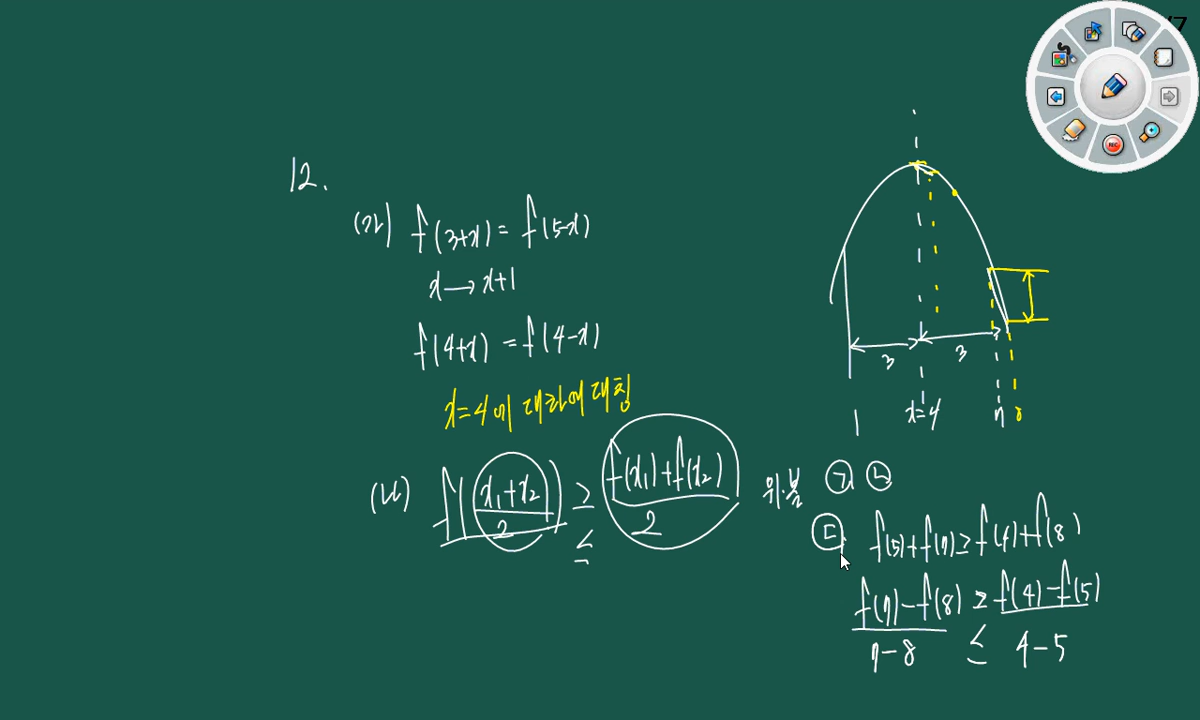 12.
(가) f(3+x)=f(5-x)
x→x+1
f(4+x)=f(4-x)
x=4에 대하여 대칭
(나) f((x₁+x₂)/2) ≥ (f(x₁)+f(x₂))/2 위·볼 ㉠ ㉡
≤
㉢ f(5)+f(7)≥f(4)+f(8)
f(7)-f(8) ≥ f(4)-f(5)
7-8 ≤ 4-5
3 3
1 x=4 7 8
REC